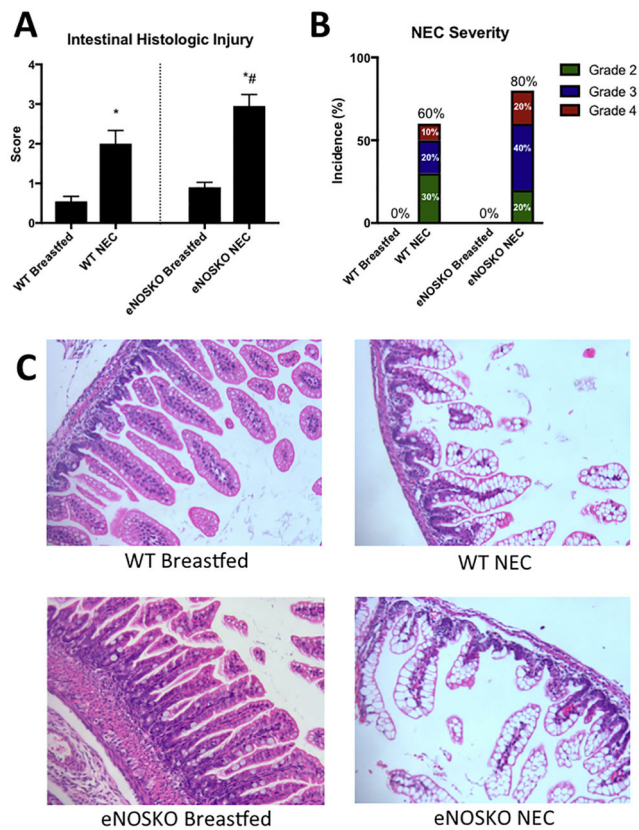 A
Intestinal Histologic Injury
Score
4
3
2
1
0
*
*#
WT Breastfed
WT NEC
eNOSKO Breastfed
eNOSKO NEC
B
NEC Severity
Incidence (%)
100
50
0
0%
60%
10%
20%
30%
0%
80%
20%
40%
20%
WT Breastfed
WT NEC
eNOSKO Breastfed
eNOSKO NEC
Grade 2
Grade 3
Grade 4
C
WT Breastfed
WT NEC
eNOSKO Breastfed
eNOSKO NEC